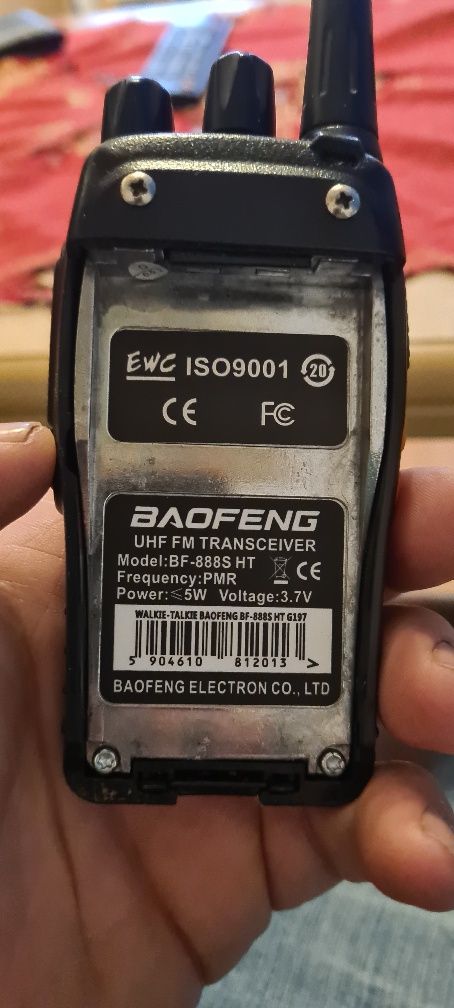 EWC ISO9001 20
CE FC
BAOFENG
UHF FM TRANSCEIVER
Model:BF-888S HT CE
Frequency:PMR
Power:≤5W Voltage:3.7V
WALKIE-TALKIE BAOFENG BF-888S HT G197
5 904610 812013 >
BAOFENG ELECTRON CO., LTD